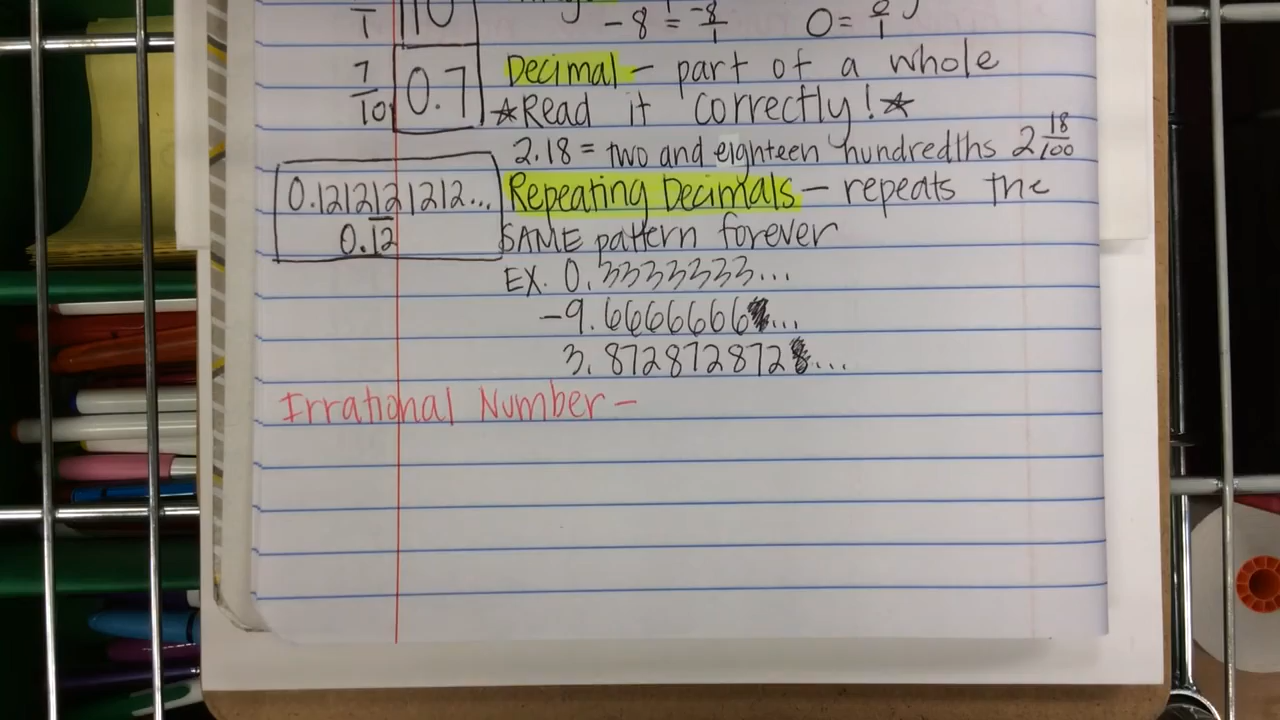 1 10
-8 = -8/1 0 = 0/1
7/10 0.7 Decimal - part of a whole
★Read it correctly!★
2.18 = two and eighteen hundredths 2 18/100
0.1212121212... Repeating Decimals - repeats the
0.1̅2̅ SAME pattern forever
EX. 0.3333333...
-9.6666666...
3.872872872...
Irrational Number -